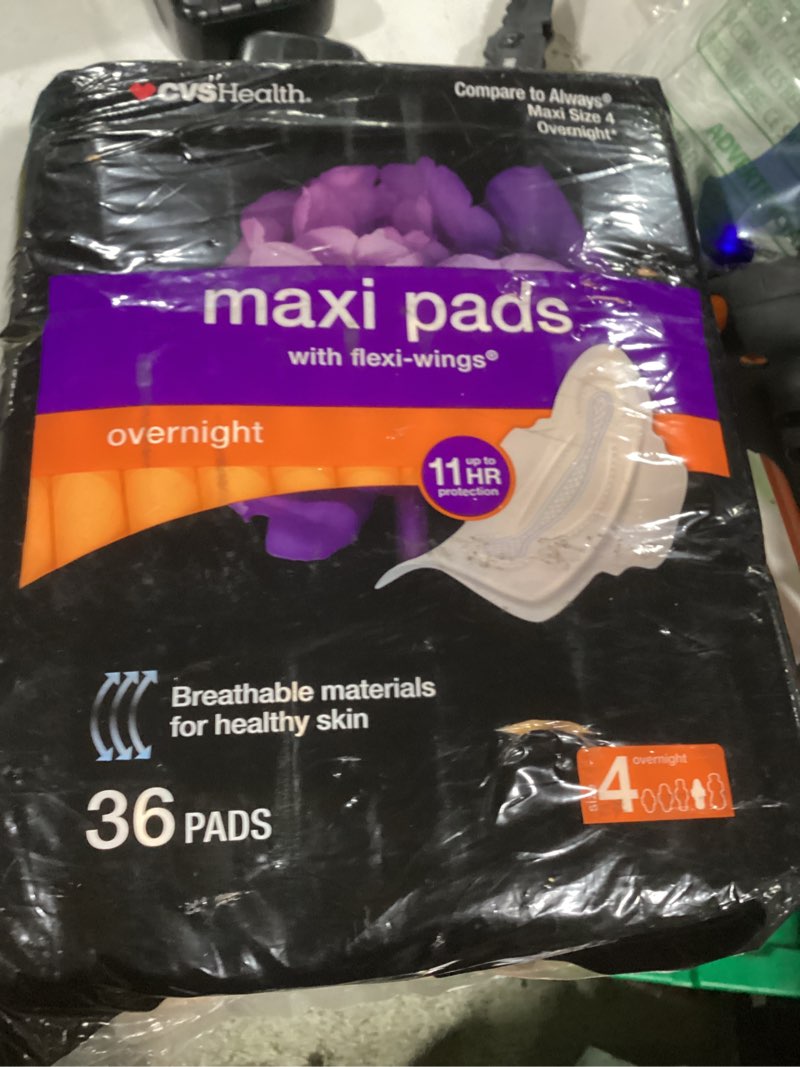 CVSHealth.
Compare to Always®
Maxi Size 4
Overnight*
maxi pads
with flexi-wings®
overnight
up to
11 HR
protection
Breathable materials
for healthy skin
36 PADS
overnight
size 4